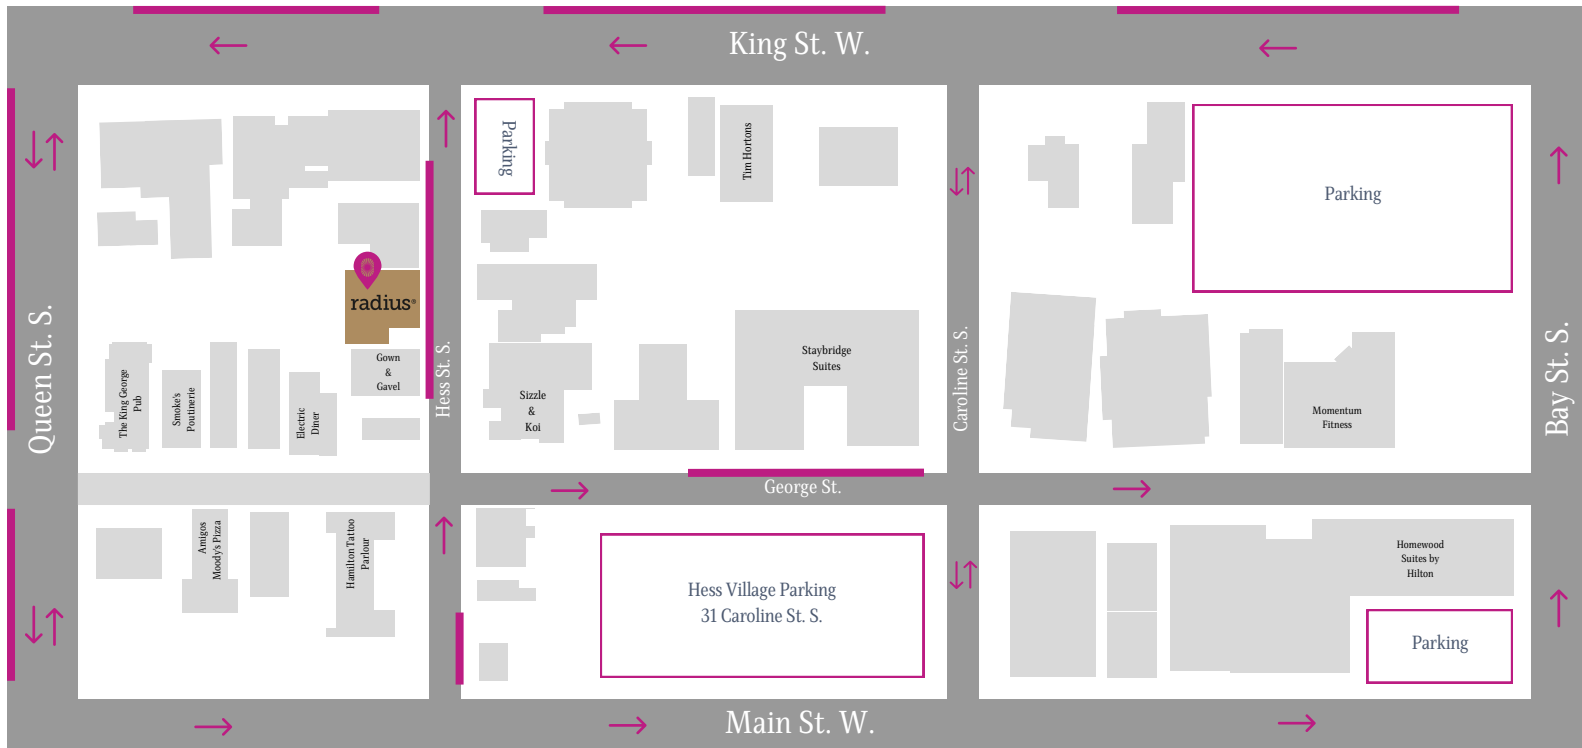 King St. W.
Parking
Tim Hortons
Parking
radius®
Queen St. S.
Hess St. S.
Caroline St. S.
Bay St. S.
Gown
&
Gavel
Staybridge
Suites
The King George
Pub
Smoke's
Poutinerie
Electric
Diner
Sizzle
&
Koi
Momentum
Fitness
George St.
Amigos
Moody's Pizza
Hamilton Tattoo
Parlour
Hess Village Parking
31 Caroline St. S.
Homewood
Suites by
Hilton
Parking
Main St. W.